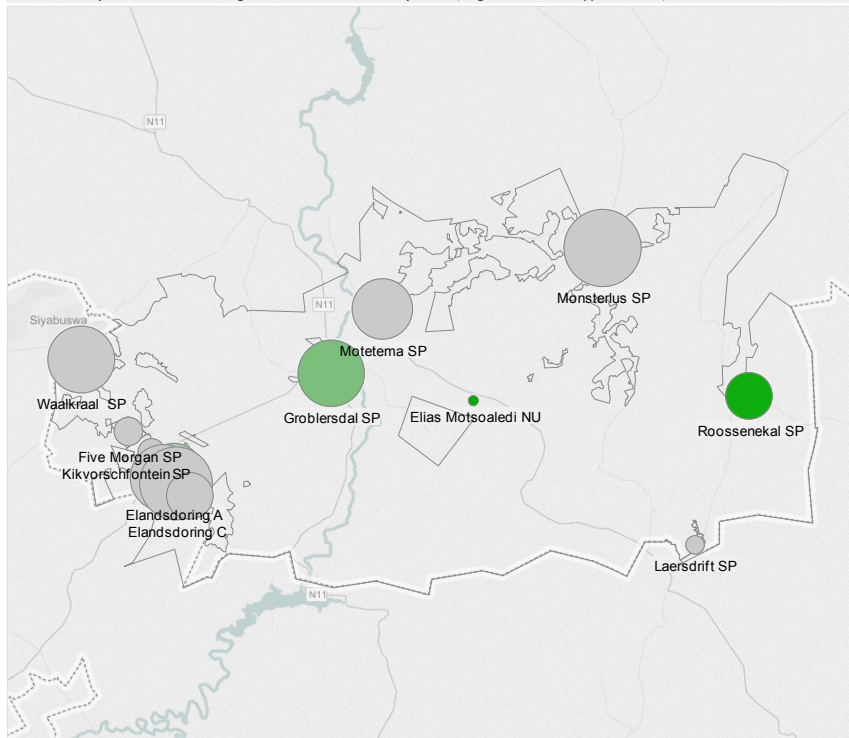 N11
Monsterlus SP
N11
Siyabuswa
Motetema SP
Waalkraal SP
Groblersdal SP
Elias Motsoaledi NU
Roossenekal SP
Five Morgan SP
Kikvorschfontein SP
Elandsdoring A
Elandsdoring C
Laersdrift SP
N11